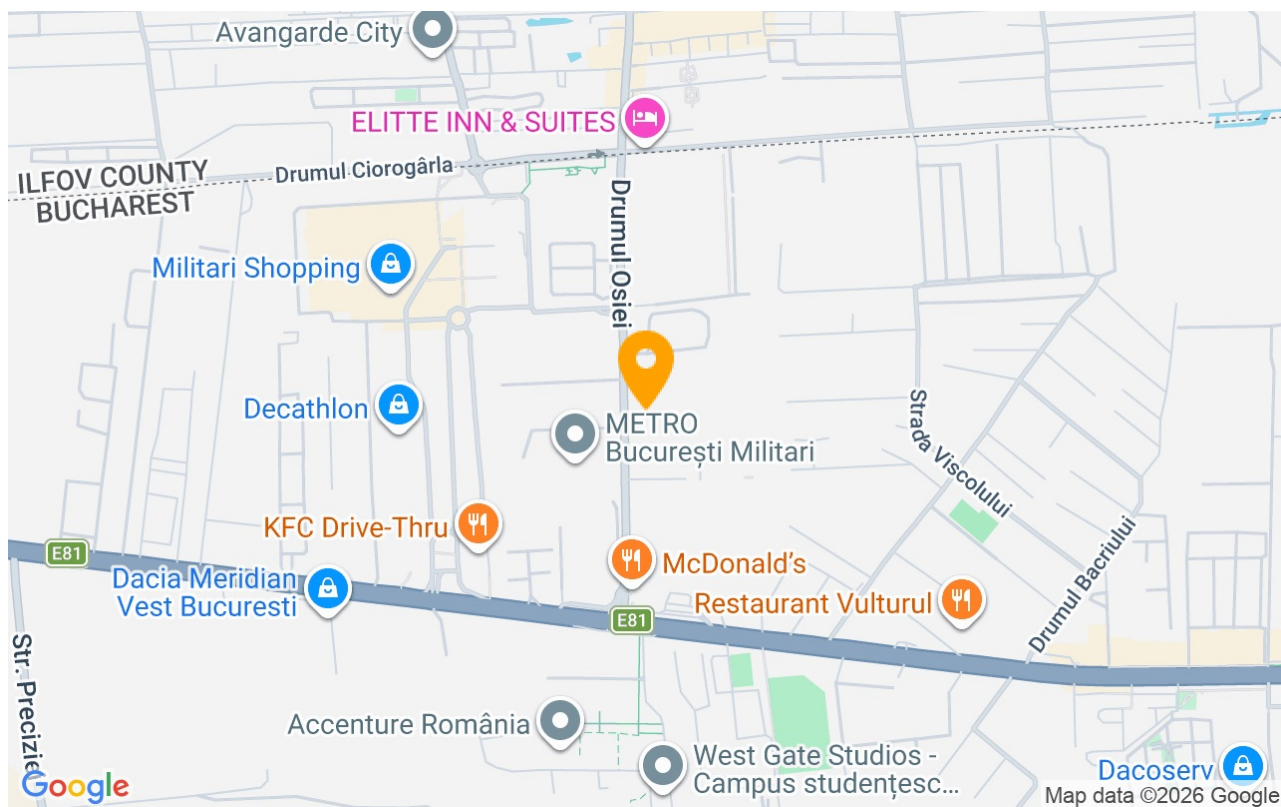 Avangarde City
ELITTE INN & SUITES
ILFOV COUNTY
BUCHAREST
Drumul Ciorogârla
Drumul Osiei
Militari Shopping
Decathlon
METRO
București Militari
Strada Viscolului
KFC Drive-Thru
E81
McDonald's
Dacia Meridian
Vest Bucuresti
Restaurant Vulturul
Drumul Bacriului
E81
Str. Preciziei
Accenture România
West Gate Studios -
Campus studențesc...
Dacoserv
Google
Map data ©2026 Google